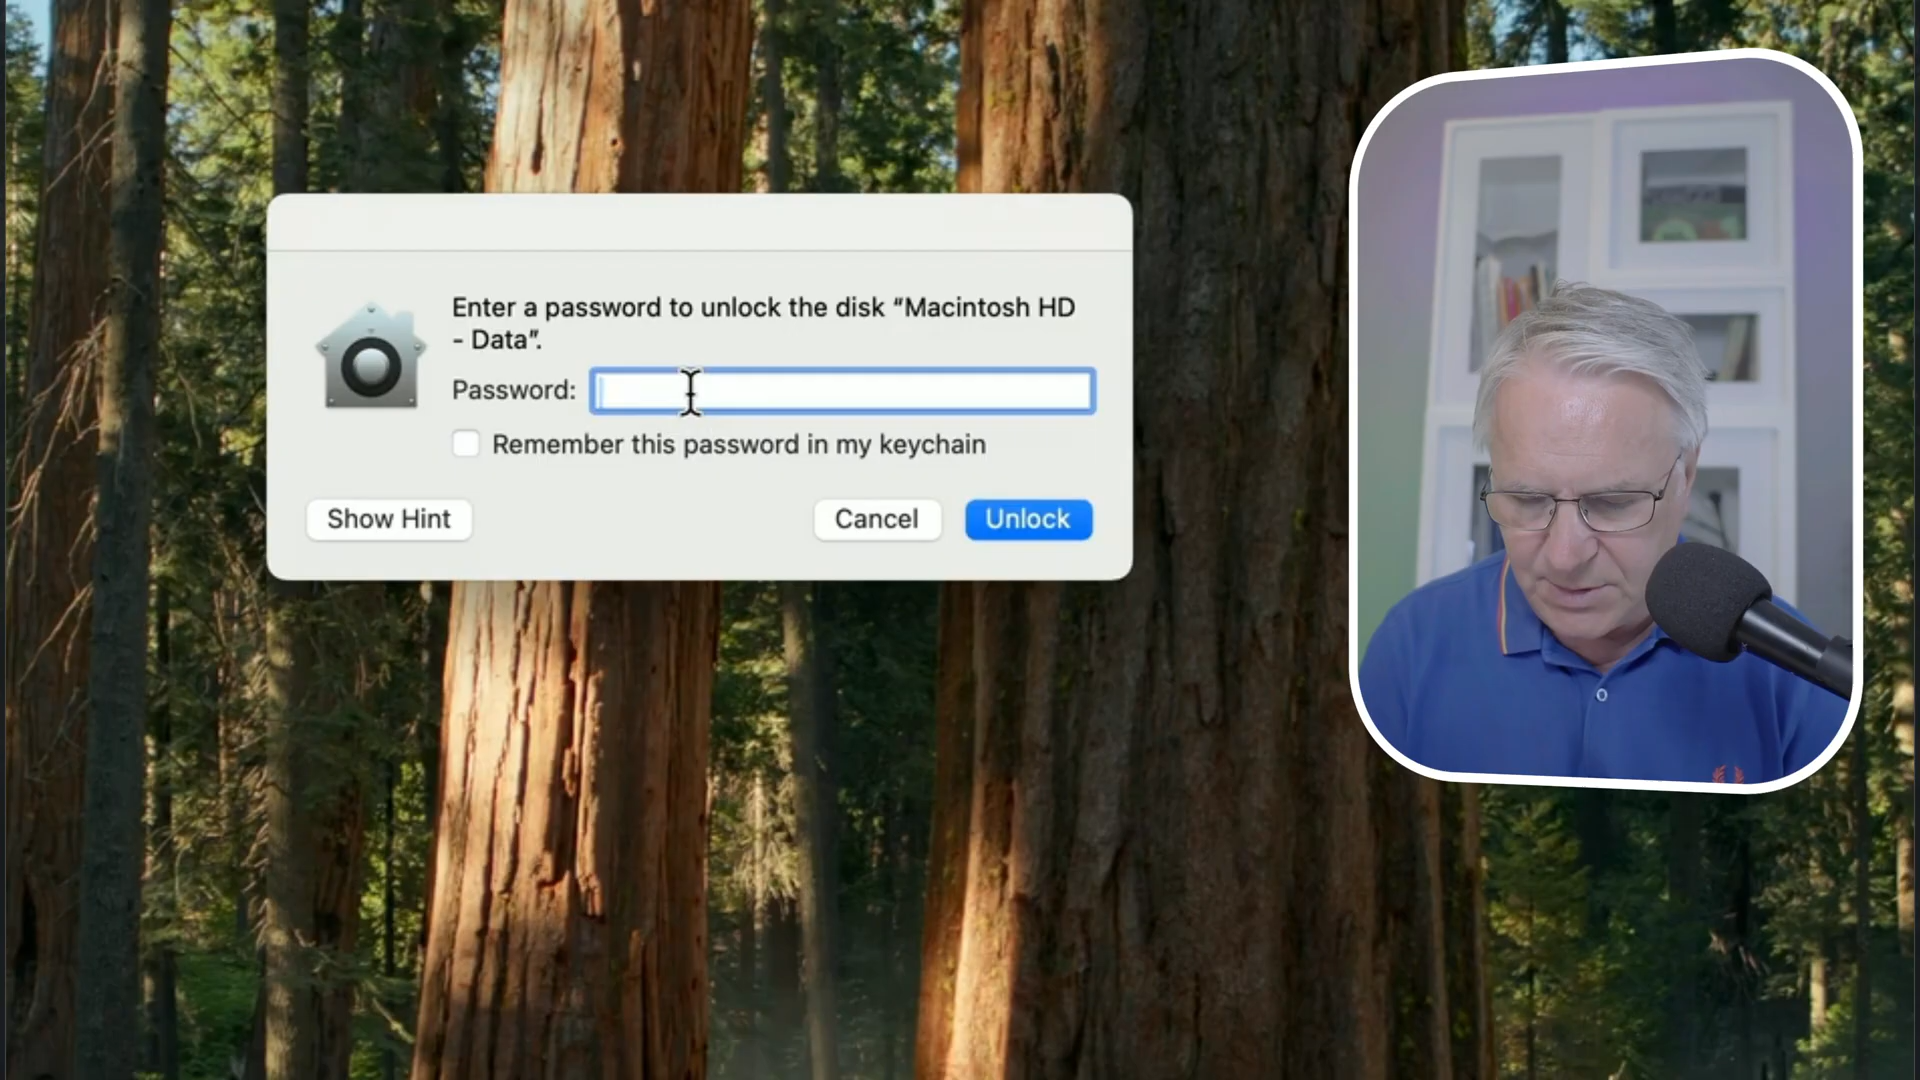 Enter a password to unlock the disk “Macintosh HD
- Data”.
Password:
Remember this password in my keychain
Show Hint
Cancel
Unlock